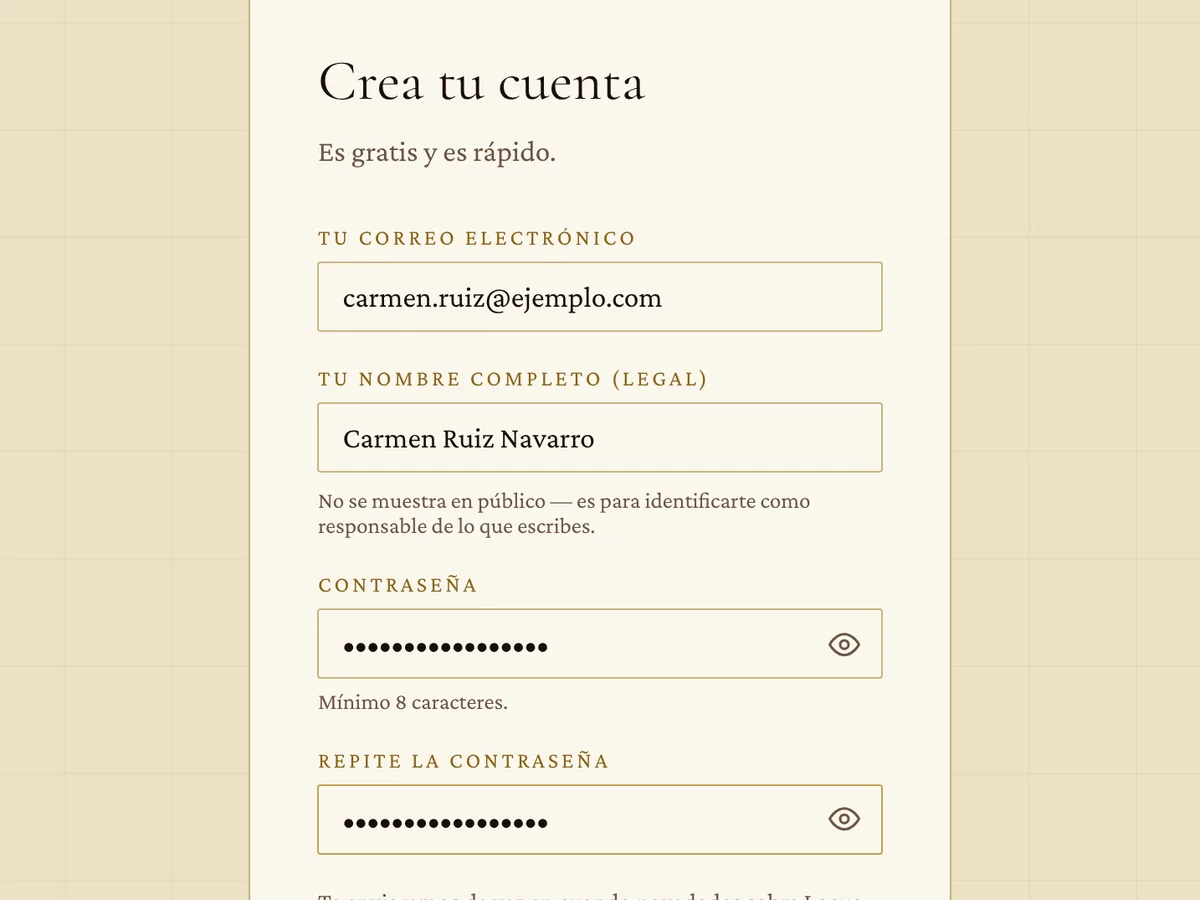 Crea tu cuenta
Es gratis y es rápido.
TU CORREO ELECTRÓNICO
carmen.ruiz@ejemplo.com
TU NOMBRE COMPLETO (LEGAL)
Carmen Ruiz Navarro
No se muestra en público — es para identificarte como
responsable de lo que escribes.
CONTRASEÑA
•••••••••••••••••
Mínimo 8 caracteres.
REPITE LA CONTRASEÑA
•••••••••••••••••